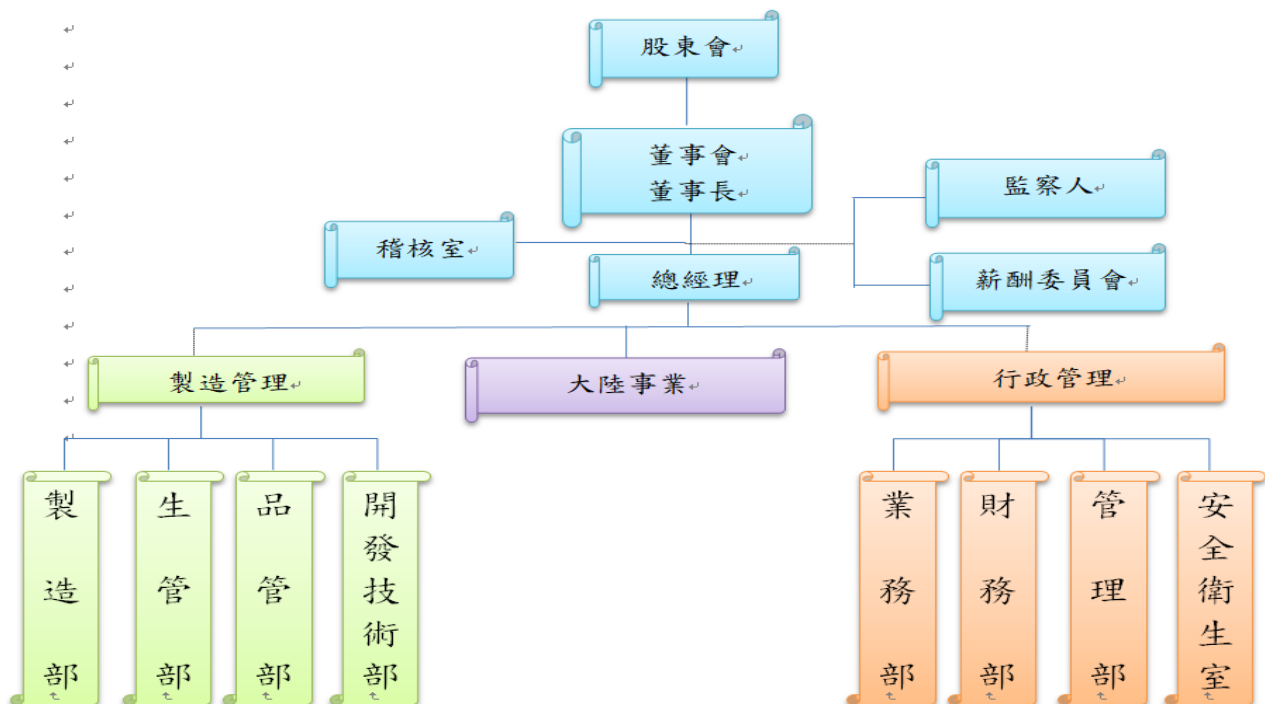 股東會
董事會
董事長
監察人
稽核室
總經理
薪酬委員會
製造管理
大陸事業
行政管理
製造部
生管部
品管部
開發技術部
業務部
財務部
管理部
安全衛生室